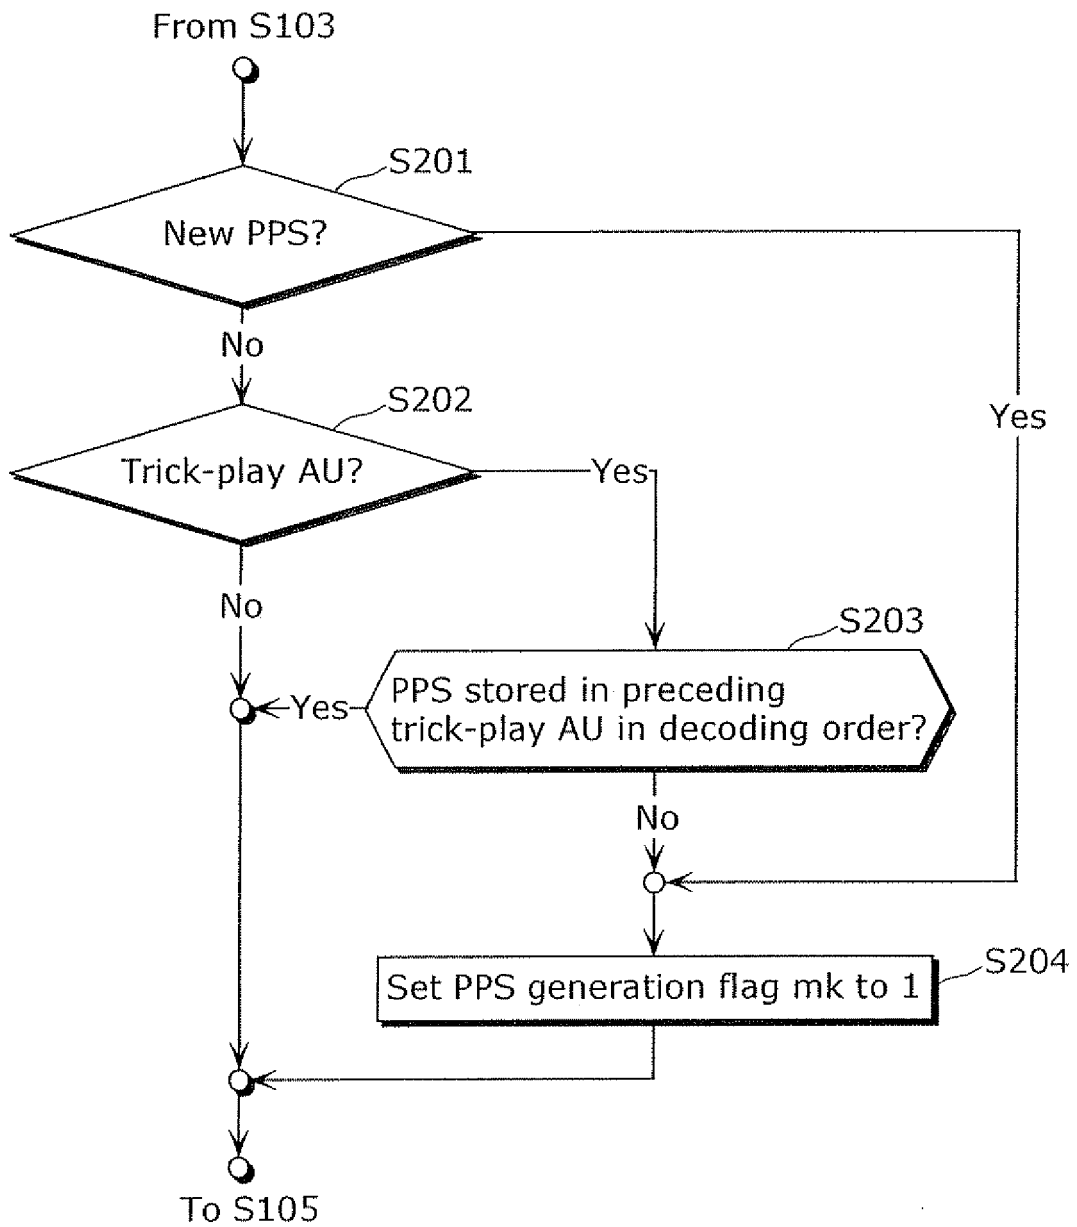 From S103
S201
New PPS?
No
S202
Yes
Trick-play AU?
Yes
No
S203
PPS stored in preceding
trick-play AU in decoding order?
Yes
No
S204
Set PPS generation flag mk to 1
To S105